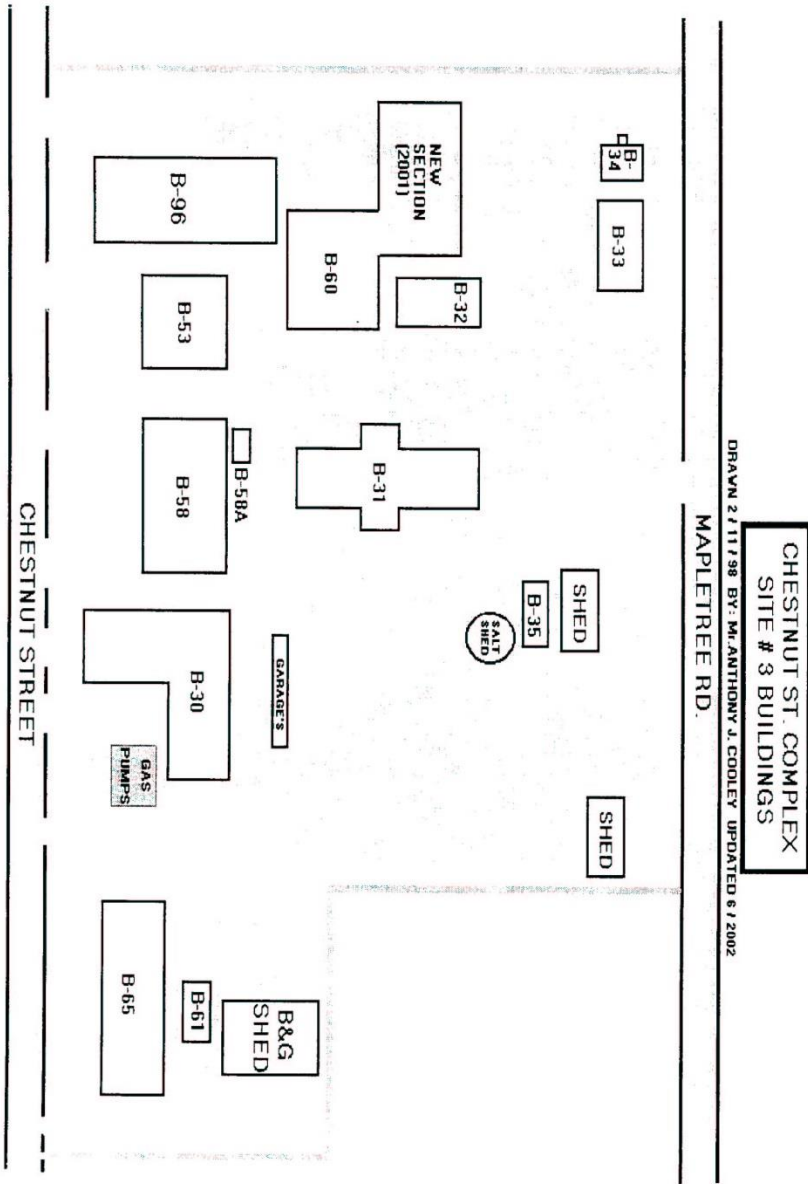 CHESTNUT ST. COMPLEX
SITE # 3 BUILDINGS
DRAWN 2 / 11 / 98 BY: Mr. ANTHONY J. COOLEY UPDATED 6 / 2002
MAPLETREE RD.
B-
34
B-33
SHED
SHED
B-35
SALT
SHED
NEW
SECTION
(2001)
B-32
B-60
B-31
GARAGE'S
B&G
SHED
B-96
B-53
B-58A
B-58
B-30
GAS
PUMPS
B-61
B-65
CHESTNUT STREET